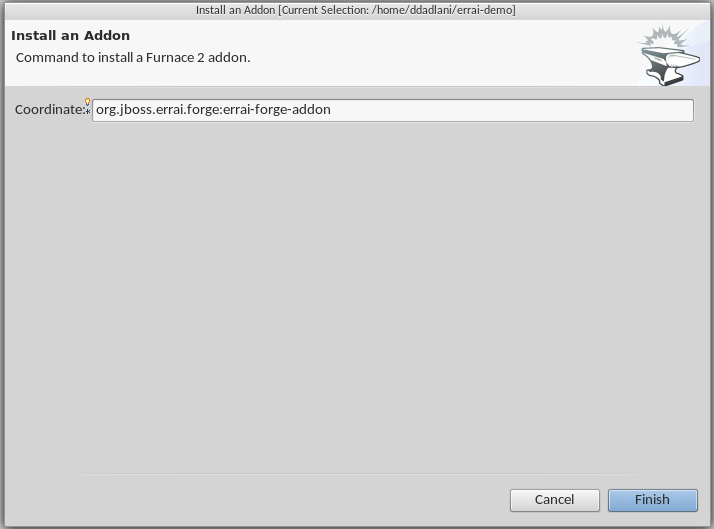 Install an Addon [Current Selection: /home/ddadlani/errai-demo]
Install an Addon
Command to install a Furnace 2 addon.
Coordinate:* org.jboss.errai.forge:errai-forge-addon
Cancel Finish